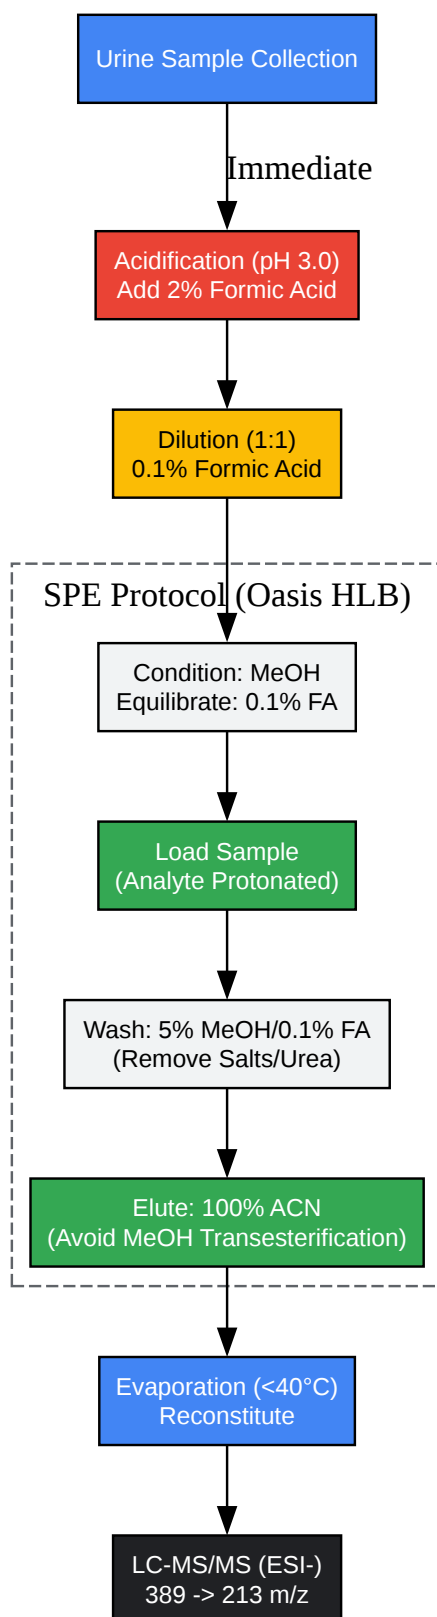 Urine Sample Collection
Immediate
Acidification (pH 3.0)
Add 2% Formic Acid
Dilution (1:1)
0.1% Formic Acid
SPE Protocol (Oasis HLB)
Condition: MeOH
Equilibrate: 0.1% FA
Load Sample
(Analyte Protonated)
Wash: 5% MeOH/0.1% FA
(Remove Salts/Urea)
Elute: 100% ACN
(Avoid MeOH Transesterification)
Evaporation (<40°C)
Reconstitute
LC-MS/MS (ESI-)
389 -> 213 m/z